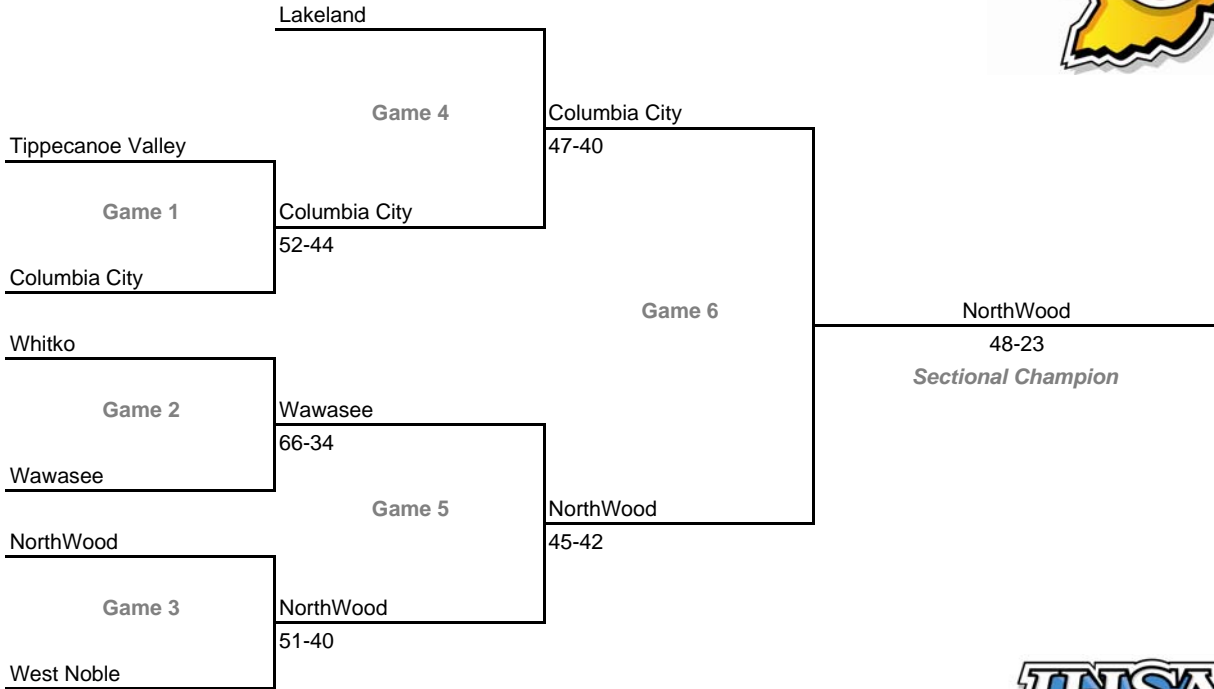 Lakeland
Game 4
Columbia City
47-40
Tippecanoe Valley
Game 1
Columbia City
52-44
Columbia City
Game 6
NorthWood
48-23
Sectional Champion
Whitko
Game 2
Wawasee
66-34
Wawasee
Game 5
NorthWood
45-42
NorthWood
Game 3
NorthWood
51-40
West Noble